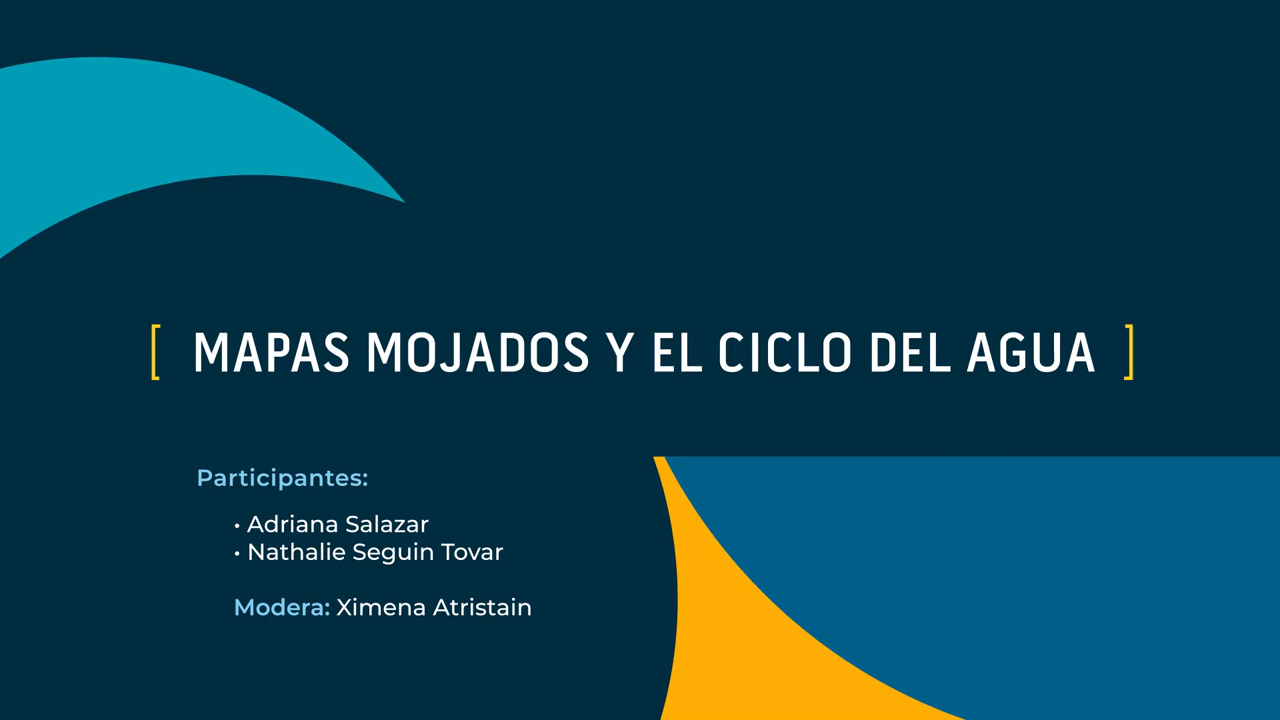 [ MAPAS MOJADOS Y EL CICLO DEL AGUA ]
Participantes:
• Adriana Salazar
• Nathalie Seguin Tovar
Modera: Ximena Atristain